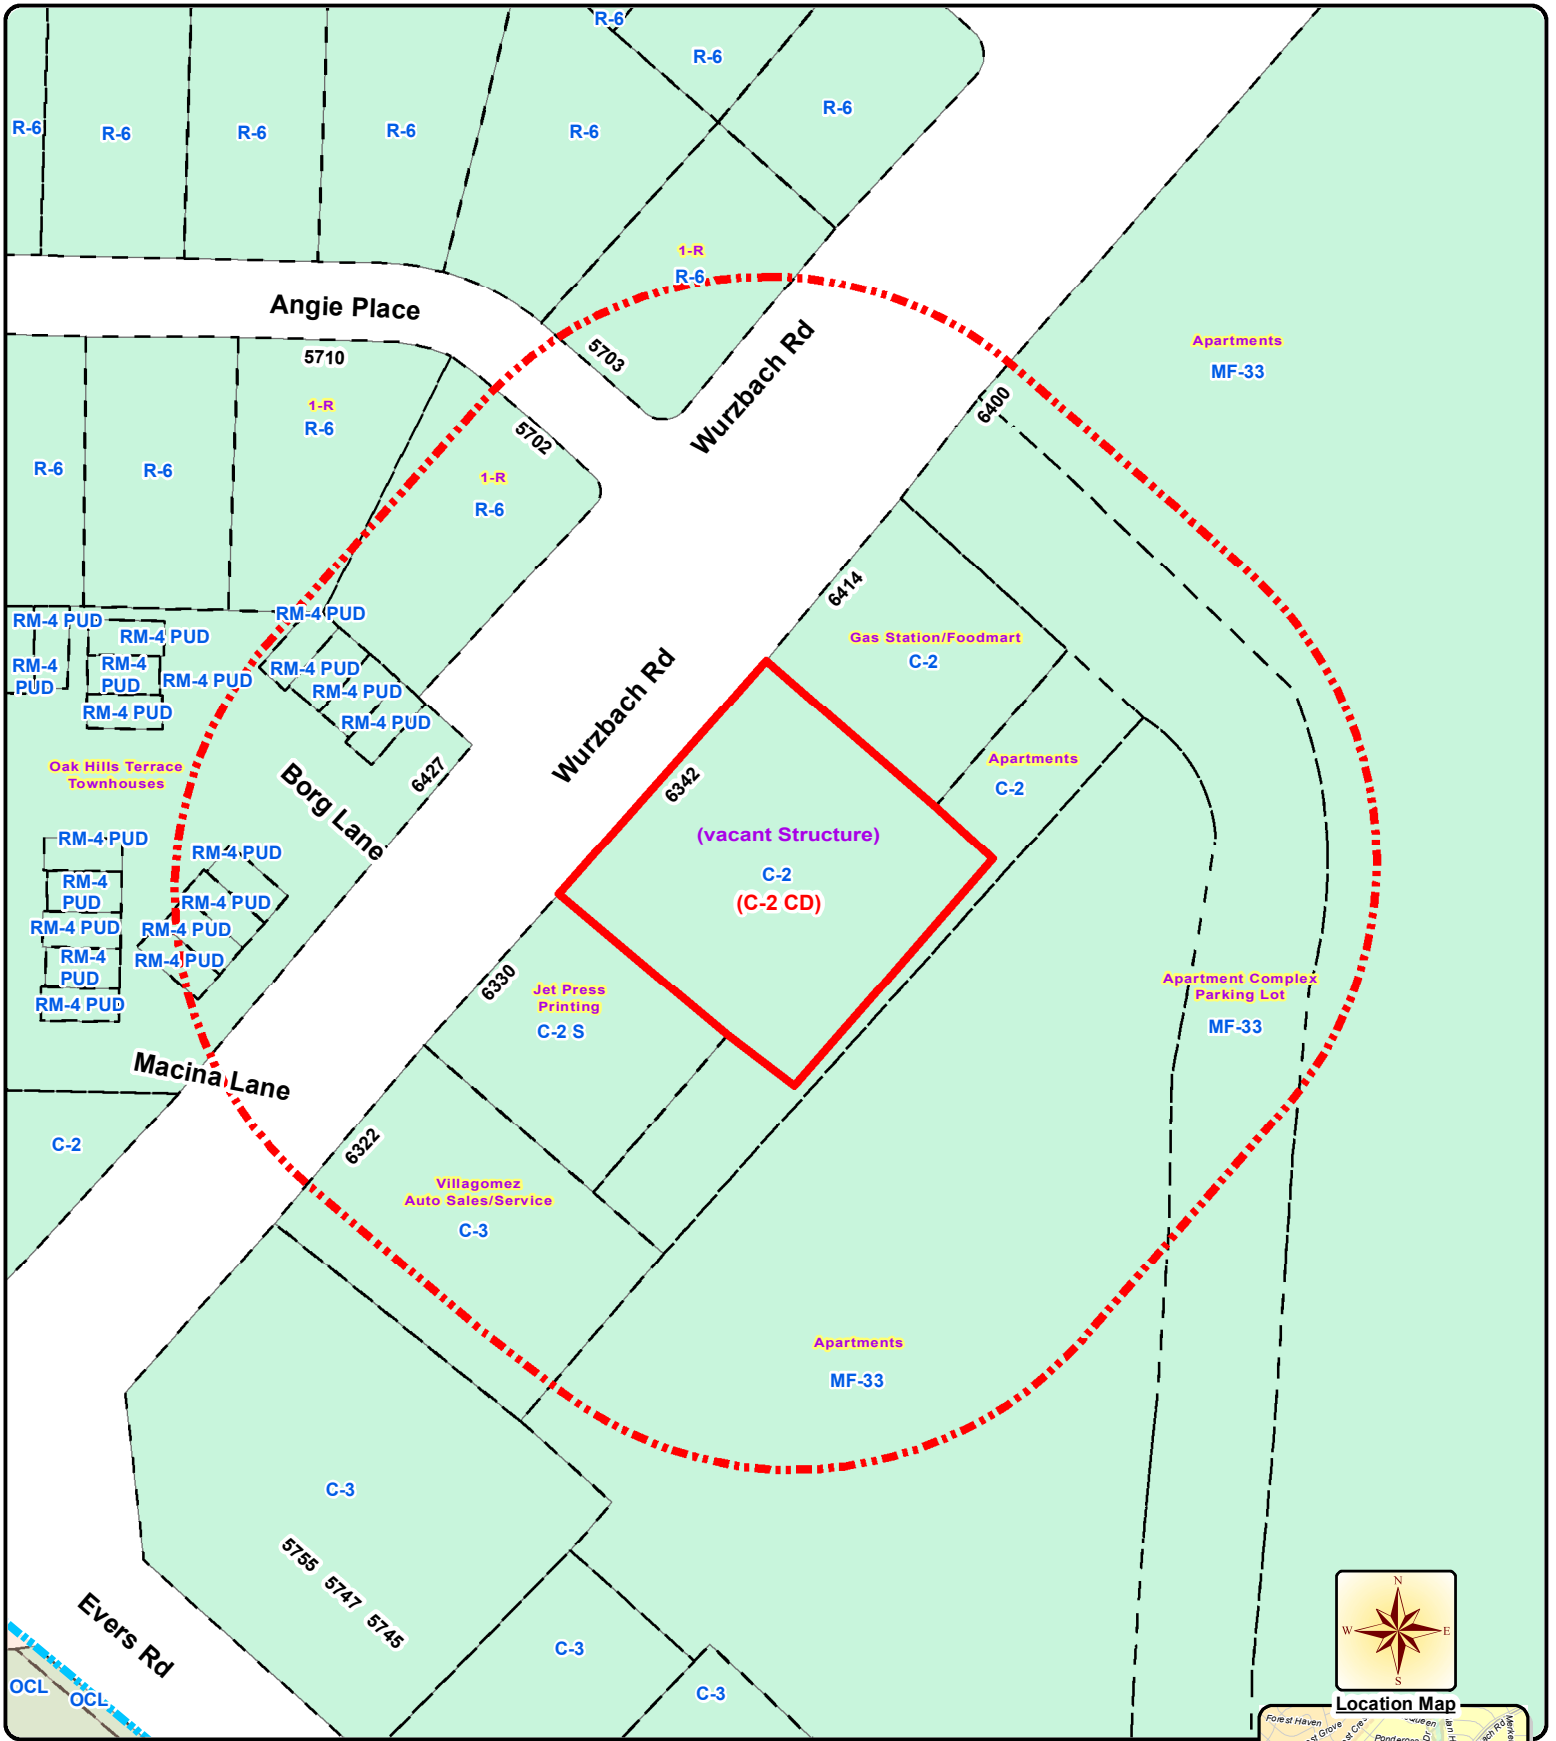 R-6
R-6
R-6
R-6
R-6
R-6
R-6
R-6
1-R
R-6
Angie Place
5703
5710
1-R
R-6
5702
1-R
R-6
R-6
R-6
Wurzbach Rd
Apartments
MF-33
6400
6414
Gas Station/Foodmart
C-2
RM-4 PUD
RM-4 PUD
RM-4 PUD
RM-4
PUD
RM-4
PUD
RM-4 PUD
RM-4 PUD
RM-4 PUD
RM-4 PUD
RM-4 PUD
Wurzbach Rd
Oak Hills Terrace
Townhouses
Borg Lane
6427
6342
Apartments
C-2
(vacant Structure)
C-2
(C-2 CD)
RM-4 PUD
RM-4 PUD
RM-4
PUD
RM-4 PUD
RM-4 PUD
RM-4 PUD
RM-4
PUD
RM-4 PUD
RM-4 PUD
6330
Jet Press
Printing
C-2 S
Apartment Complex
Parking Lot
MF-33
Macina Lane
C-2
6322
Villagomez
Auto Sales/Service
C-3
Apartments
MF-33
C-3
5755
5747
5745
Evers Rd
C-3
C-3
OCL
OCL
N
W
E
S
Location Map
Forest Haven